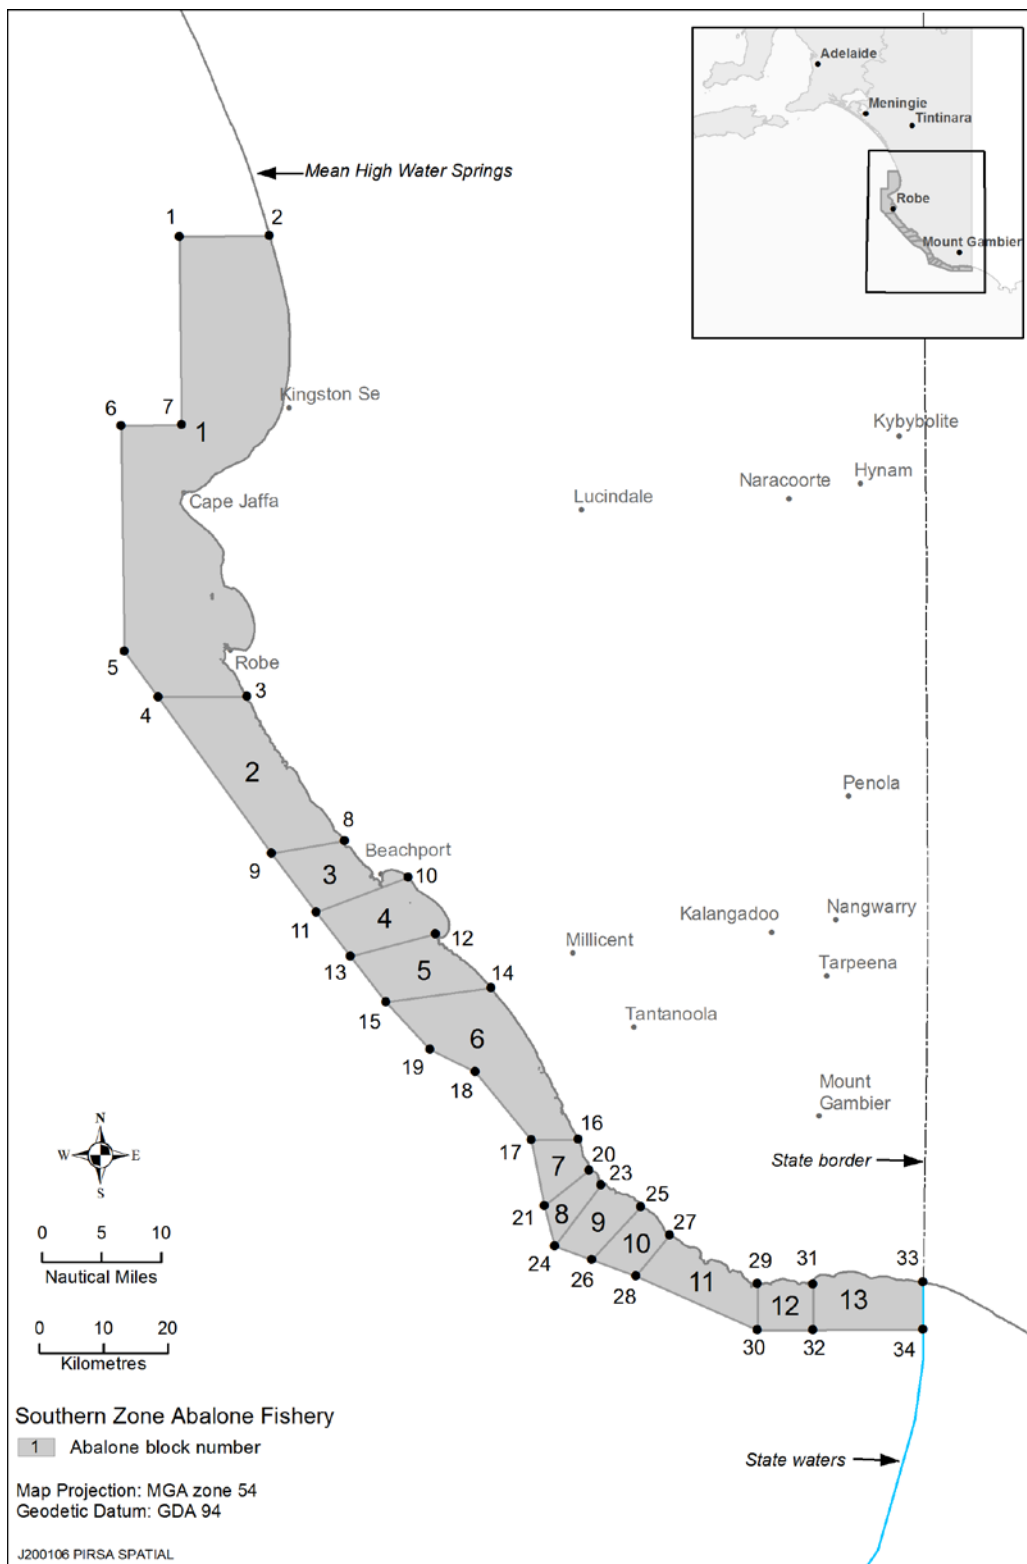 Adelaide
Meningie
Tintinara
Robe
Mount Gambier
Mean High Water Springs
1
2
Kingston Se
6
7
1
Kybybolite
Hynam
Naracoorte
Lucindale
Cape Jaffa
5
Robe
4
3
2
Penola
8
Beachport
9
3
10
Nangwarry
Kalangadoo
11
4
12
Millicent
13
5
14
Tarpeena
15
Tantanoola
6
19
18
Mount
Gambier
N
W
E
S
16
17
State border
7
20
23
21
8
9
25
24
10
27
26
28
11
29
31
33
12
13
30
32
34
0 5 10
Nautical Miles
0 10 20
Kilometres
Southern Zone Abalone Fishery
1 Abalone block number
State waters
Map Projection: MGA zone 54
Geodetic Datum: GDA 94
J200106 PIRSA SPATIAL